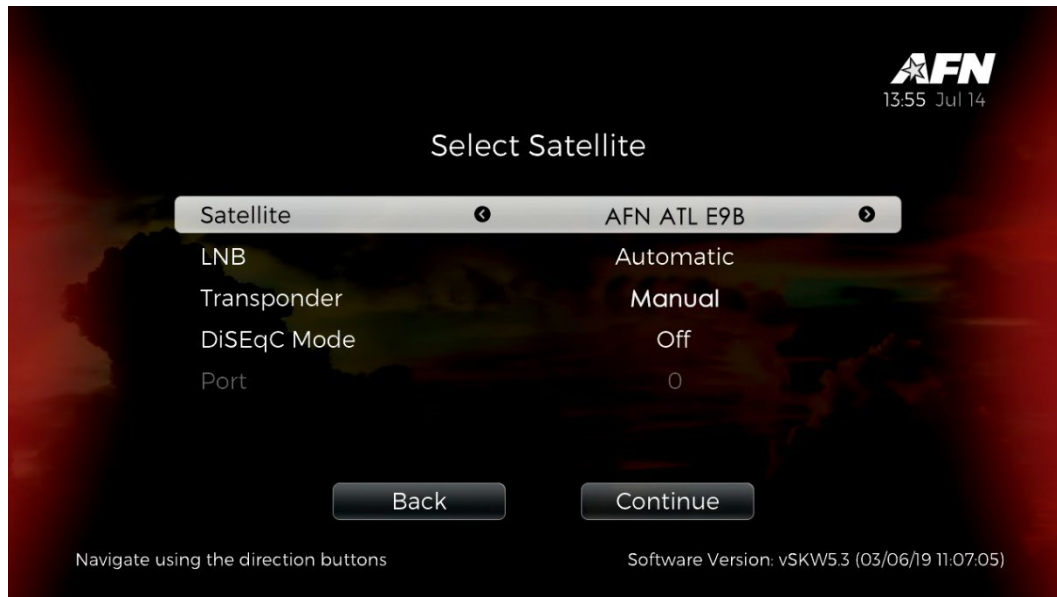 AFN
13:55 Jul 14
Select Satellite
Satellite AFN ATL E9B
LNB Automatic
Transponder Manual
DiSEqC Mode Off
Port 0
Back Continue
Navigate using the direction buttons Software Version: vSKW5.3 (03/06/19 11:07:05)